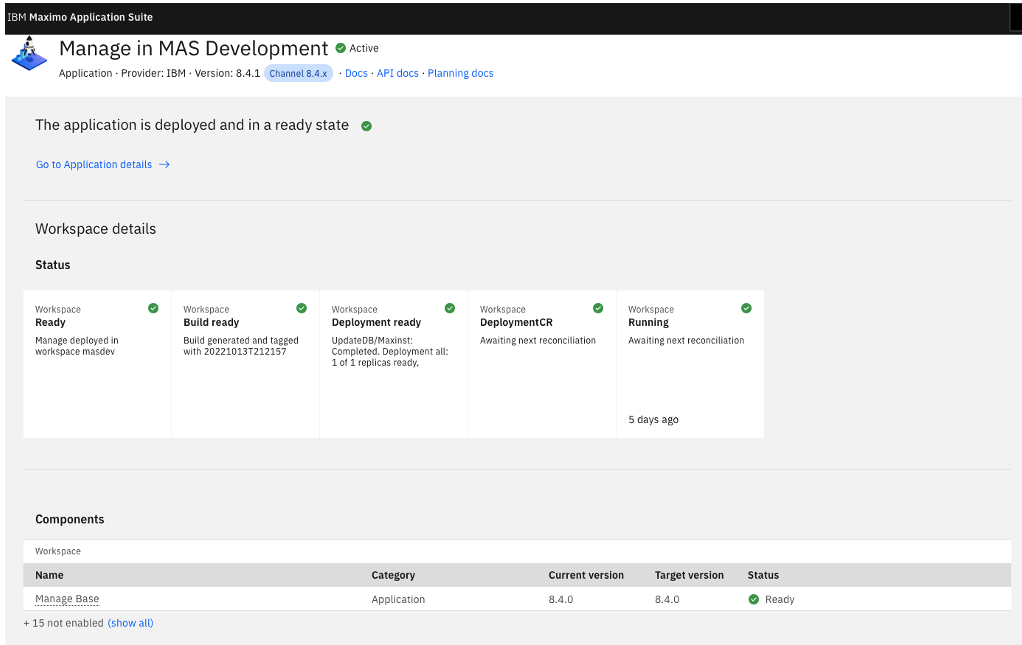 IBM Maximo Application Suite
Manage in MAS Development Active
Application · Provider: IBM · Version: 8.4.1 Channel 8.4.x · Docs · API docs · Planning docs
The application is deployed and in a ready state
Go to Application details →
Workspace details
Status
Workspace
Ready
Manage deployed in
workspace masdev
Workspace
Build ready
Build generated and tagged
with 20221013T212157
Workspace
Deployment ready
UpdateDB/Maxinst:
Completed. Deployment all:
1 of 1 replicas ready,
Workspace
DeploymentCR
Awaiting next reconciliation
Workspace
Running
Awaiting next reconciliation
5 days ago
Components
Workspace
Name Category Current version Target version Status
Manage Base Application 8.4.0 8.4.0 Ready
+ 15 not enabled (show all)